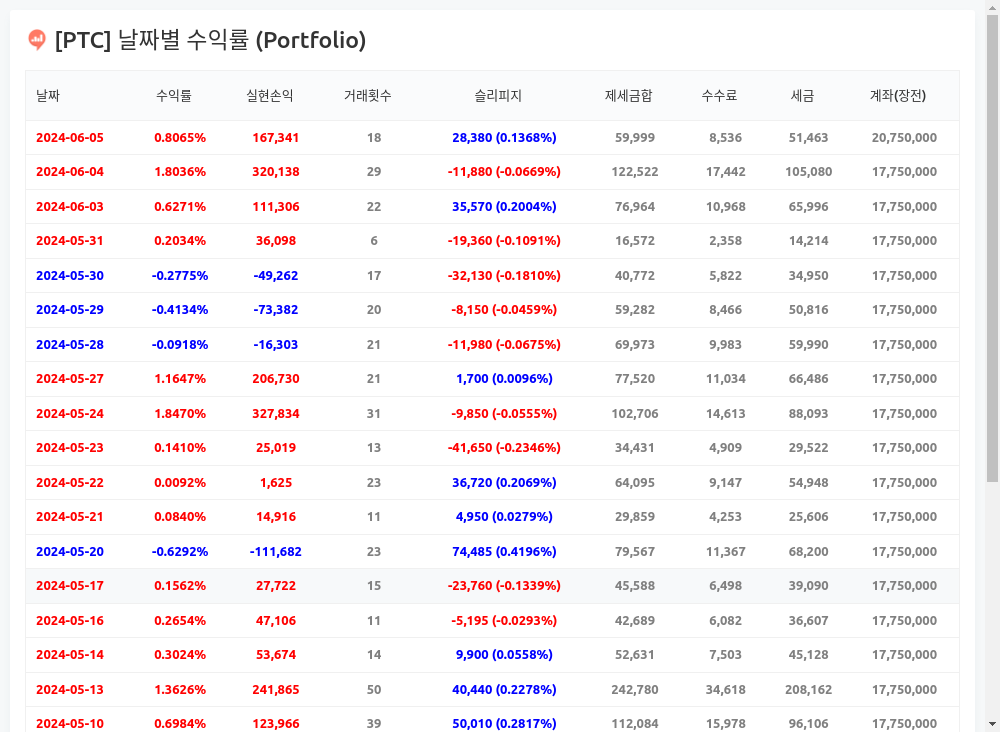 [PTC] 날짜별 수익률 (Portfolio)
날짜 수익률 실현손익 거래횟수 슬리피지 제세금합 수수료 세금 계좌(장전)
2024-06-05 0.8065% 167,341 18 28,380 (0.1368%) 59,999 8,536 51,463 20,750,000
2024-06-04 1.8036% 320,138 29 -11,880 (-0.0669%) 122,522 17,442 105,080 17,750,000
2024-06-03 0.6271% 111,306 22 35,570 (0.2004%) 76,964 10,968 65,996 17,750,000
2024-05-31 0.2034% 36,098 6 -19,360 (-0.1091%) 16,572 2,358 14,214 17,750,000
2024-05-30 -0.2775% -49,262 17 -32,130 (-0.1810%) 40,772 5,822 34,950 17,750,000
2024-05-29 -0.4134% -73,382 20 -8,150 (-0.0459%) 59,282 8,466 50,816 17,750,000
2024-05-28 -0.0918% -16,303 21 -11,980 (-0.0675%) 69,973 9,983 59,990 17,750,000
2024-05-27 1.1647% 206,730 21 1,700 (0.0096%) 77,520 11,034 66,486 17,750,000
2024-05-24 1.8470% 327,834 31 -9,850 (-0.0555%) 102,706 14,613 88,093 17,750,000
2024-05-23 0.1410% 25,019 13 -41,650 (-0.2346%) 34,431 4,909 29,522 17,750,000
2024-05-22 0.0092% 1,625 23 36,720 (0.2069%) 64,095 9,147 54,948 17,750,000
2024-05-21 0.0840% 14,916 11 4,950 (0.0279%) 29,859 4,253 25,606 17,750,000
2024-05-20 -0.6292% -111,682 23 74,485 (0.4196%) 79,567 11,367 68,200 17,750,000
2024-05-17 0.1562% 27,722 15 -23,760 (-0.1339%) 45,588 6,498 39,090 17,750,000
2024-05-16 0.2654% 47,106 11 -5,195 (-0.0293%) 42,689 6,082 36,607 17,750,000
2024-05-14 0.3024% 53,674 14 9,900 (0.0558%) 52,631 7,503 45,128 17,750,000
2024-05-13 1.3626% 241,865 50 40,440 (0.2278%) 242,780 34,618 208,162 17,750,000
2024-05-10 0.6984% 123,966 39 50,010 (0.2817%) 112,084 15,978 96,106 17,750,000